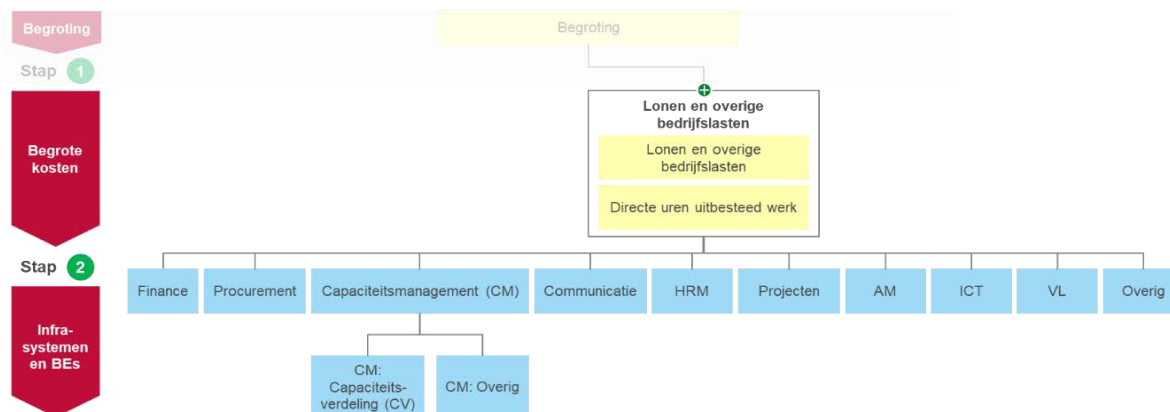 Begroting
Begroting
Stap 1
Lonen en overige
bedrijfslasten
Begrote
kosten
Lonen en overige
bedrijfslasten
Directe uren uitbesteed werk
Stap 2
Finance
Procurement
Capaciteitsmanagement (CM)
Communicatie
HRM
Projecten
AM
ICT
VL
Overig
Infra-
systemen
en BEs
CM:
Capaciteits-
verdeling (CV)
CM: Overig